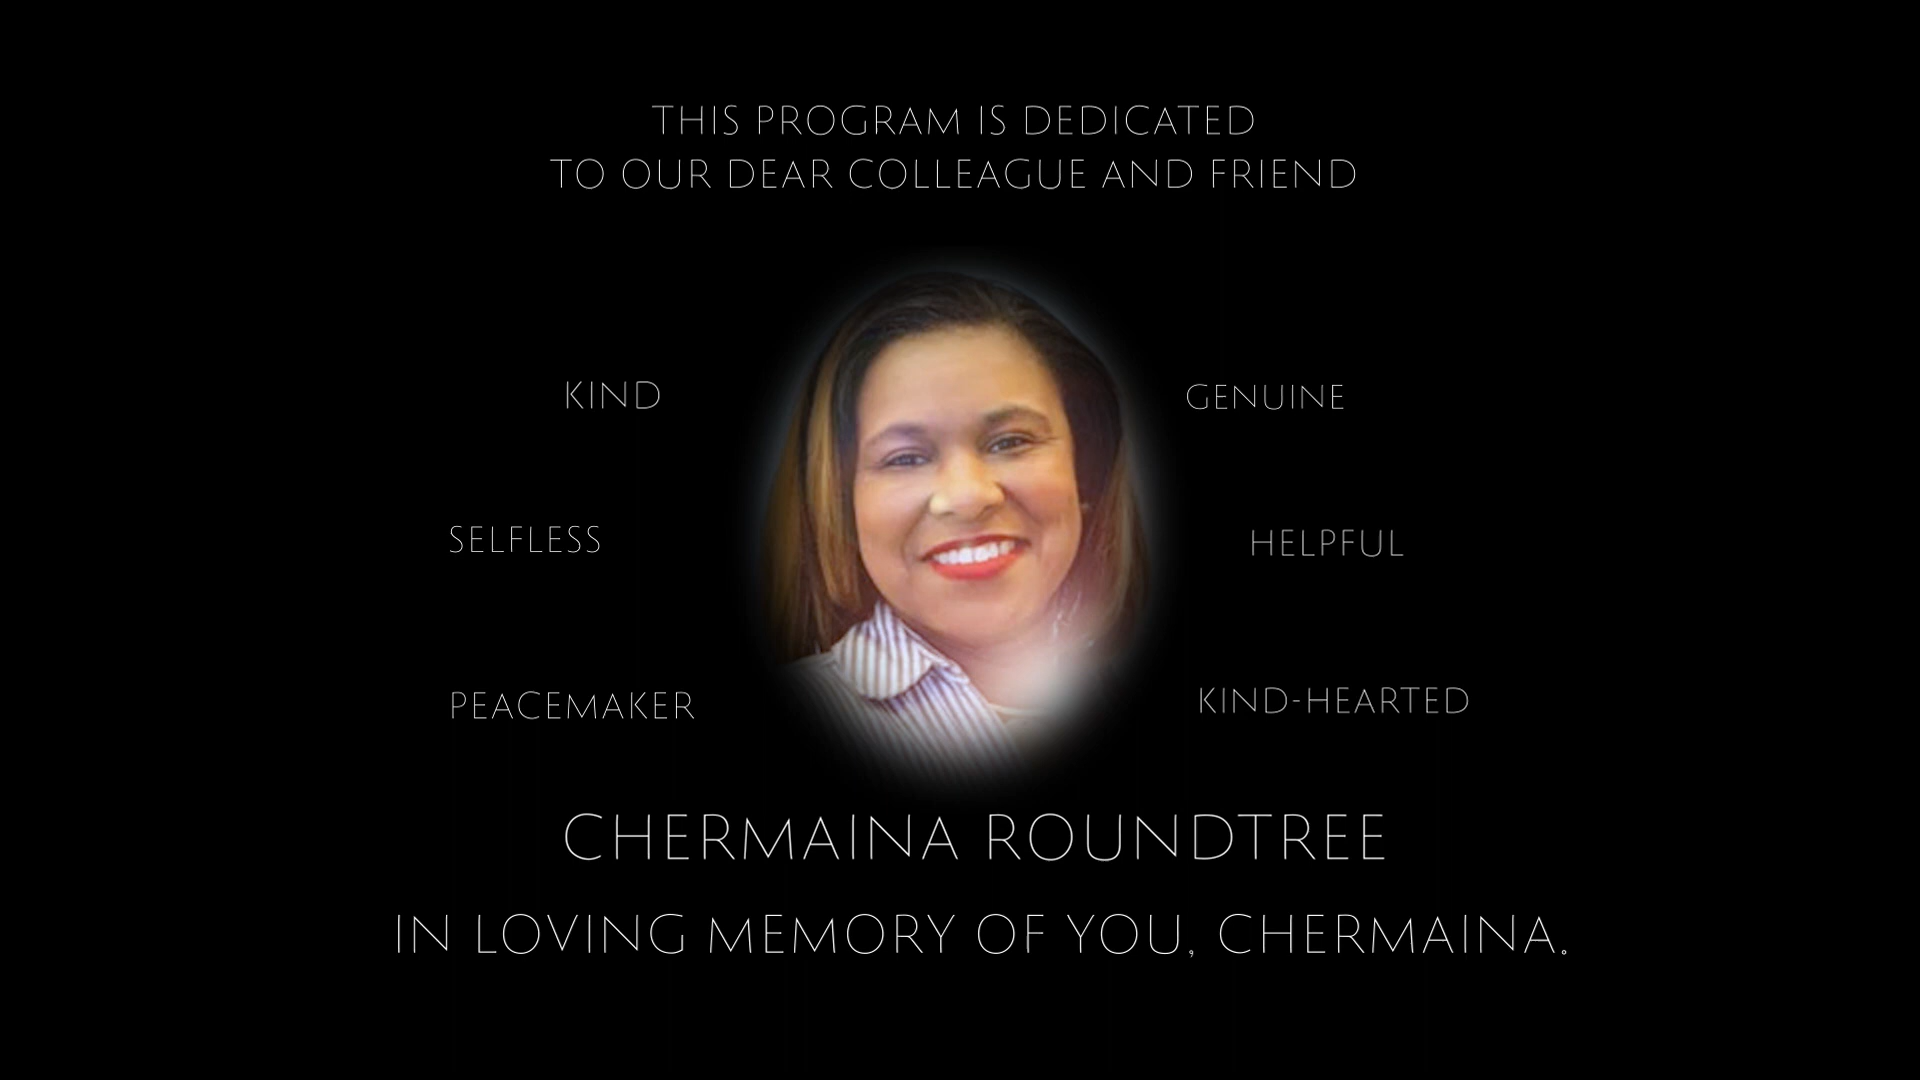 THIS PROGRAM IS DEDICATED
TO OUR DEAR COLLEAGUE AND FRIEND
KIND
GENUINE
SELFLESS
HELPFUL
PEACEMAKER
KIND-HEARTED
CHERMAINA ROUNDTREE
IN LOVING MEMORY OF YOU, CHERMAINA.